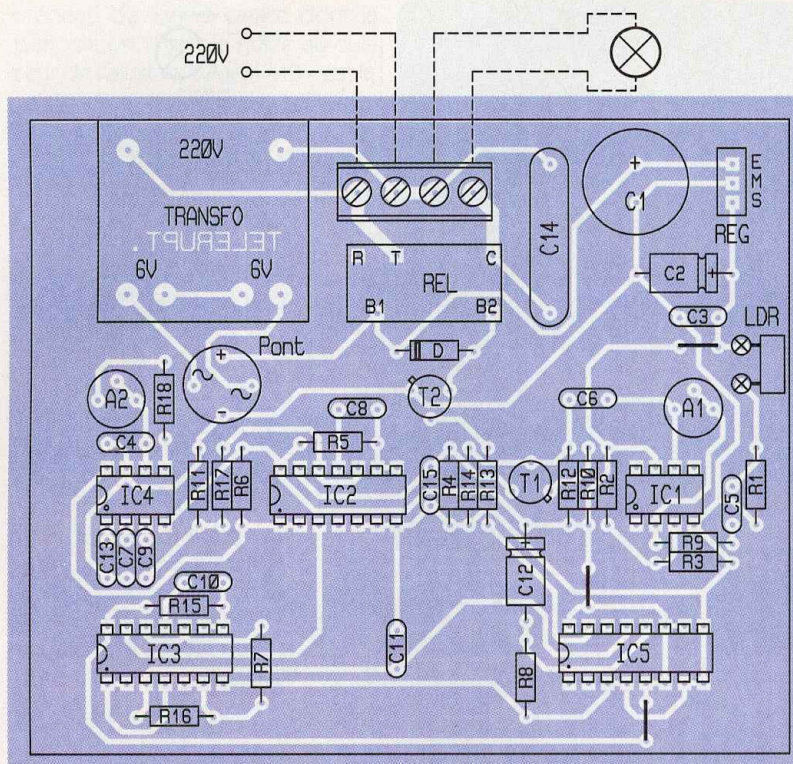 220V
220V
TRANSFO
TELERUPT.
6V 6V
R T C
REL
B1 B2
C14
+
C1
E
M
S
REG
C2 +
C3
LDR
Pont
+
-
D
T2
A2
R18
C4
C8
R5
C6
A1
IC4
R11
R17
R6
IC2
C15
R4
R14
R13
T1
R12
R10
R2
IC1
C5
R1
R9
R3
C13
C7
C9
C10
R15
IC3
R7
R16
C11
+
C12
R8
IC5